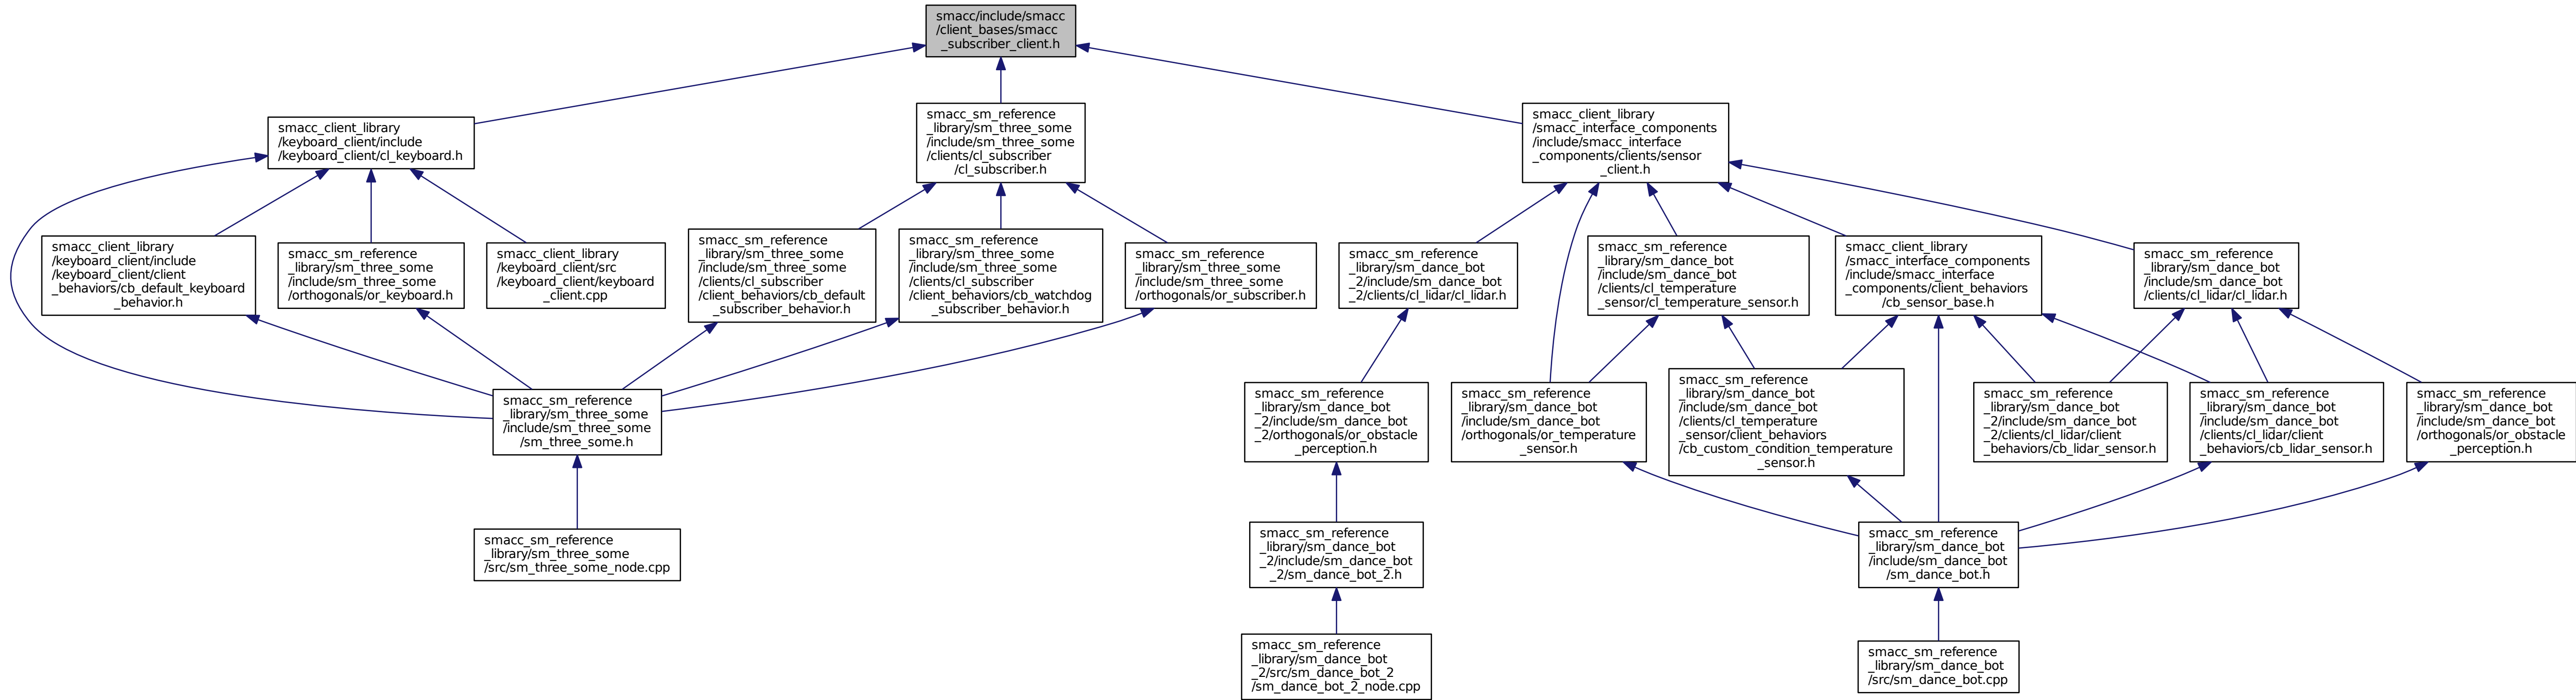 smacc/include/smacc
/client_bases/smacc
_subscriber_client.h
smacc_client_library
/keyboard_client/include
/keyboard_client/cl_keyboard.h
smacc_sm_reference
_library/sm_three_some
/include/sm_three_some
/clients/cl_subscriber
/cl_subscriber.h
smacc_client_library
/smacc_interface_components
/include/smacc_interface
_components/clients/sensor
_client.h
smacc_client_library
/keyboard_client/include
/keyboard_client/client
_behaviors/cb_default_keyboard
_behavior.h
smacc_sm_reference
_library/sm_three_some
/include/sm_three_some
/orthogonals/or_keyboard.h
smacc_client_library
/keyboard_client/src
/keyboard_client/keyboard
_client.cpp
smacc_sm_reference
_library/sm_three_some
/include/sm_three_some
/clients/cl_subscriber
/client_behaviors/cb_default
_subscriber_behavior.h
smacc_sm_reference
_library/sm_three_some
/include/sm_three_some
/clients/cl_subscriber
/client_behaviors/cb_watchdog
_subscriber_behavior.h
smacc_sm_reference
_library/sm_three_some
/include/sm_three_some
/orthogonals/or_subscriber.h
smacc_sm_reference
_library/sm_dance_bot
_2/include/sm_dance_bot
_2/clients/cl_lidar/cl_lidar.h
smacc_sm_reference
_library/sm_dance_bot
/include/sm_dance_bot
/clients/cl_temperature
_sensor/cl_temperature_sensor.h
smacc_client_library
/smacc_interface_components
/include/smacc_interface
_components/client_behaviors
/cb_sensor_base.h
smacc_sm_reference
_library/sm_dance_bot
/include/sm_dance_bot
/clients/cl_lidar/cl_lidar.h
smacc_sm_reference
_library/sm_three_some
/include/sm_three_some
/sm_three_some.h
smacc_sm_reference
_library/sm_dance_bot
_2/include/sm_dance_bot
_2/orthogonals/or_obstacle
_perception.h
smacc_sm_reference
_library/sm_dance_bot
/include/sm_dance_bot
/orthogonals/or_temperature
_sensor.h
smacc_sm_reference
_library/sm_dance_bot
/include/sm_dance_bot
/clients/cl_temperature
_sensor/client_behaviors
/cb_custom_condition_temperature
_sensor.h
smacc_sm_reference
_library/sm_dance_bot
_2/include/sm_dance_bot
_2/clients/cl_lidar/client
_behaviors/cb_lidar_sensor.h
smacc_sm_reference
_library/sm_dance_bot
/include/sm_dance_bot
/clients/cl_lidar/client
_behaviors/cb_lidar_sensor.h
smacc_sm_reference
_library/sm_dance_bot
/include/sm_dance_bot
/orthogonals/or_obstacle
_perception.h
smacc_sm_reference
_library/sm_three_some
/src/sm_three_some_node.cpp
smacc_sm_reference
_library/sm_dance_bot
_2/include/sm_dance_bot
_2/sm_dance_bot_2.h
smacc_sm_reference
_library/sm_dance_bot
/include/sm_dance_bot
/sm_dance_bot.h
smacc_sm_reference
_library/sm_dance_bot
_2/src/sm_dance_bot_2
/sm_dance_bot_2_node.cpp
smacc_sm_reference
_library/sm_dance_bot
/src/sm_dance_bot.cpp